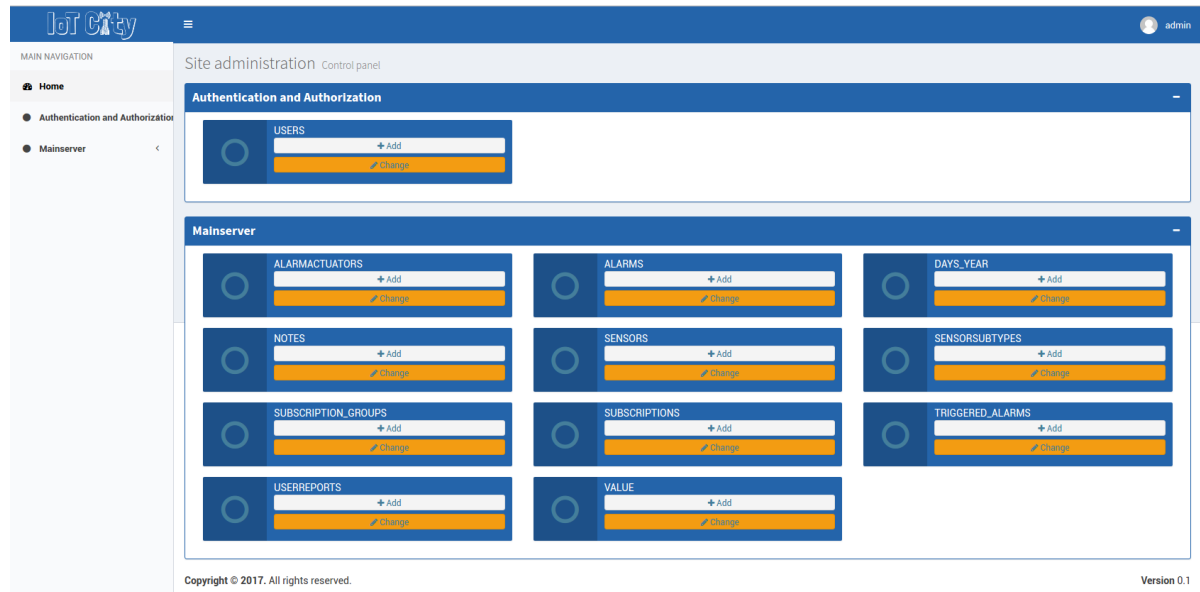 IoT City
admin
MAIN NAVIGATION
Home
Authentication and Authorization
Mainserver
Site administration Control panel
Authentication and Authorization
USERS
Add
Change
Mainserver
ALARMACTUATORS
Add
Change
ALARMS
Add
Change
DAYS_YEAR
Add
Change
NOTES
Add
Change
SENSORS
Add
Change
SENSORSUBTYPES
Add
Change
SUBSCRIPTION_GROUPS
Add
Change
SUBSCRIPTIONS
Add
Change
TRIGGERED_ALARMS
Add
Change
USERREPORTS
Add
Change
VALUE
Add
Change
Copyright © 2017. All rights reserved.
Version 0.1